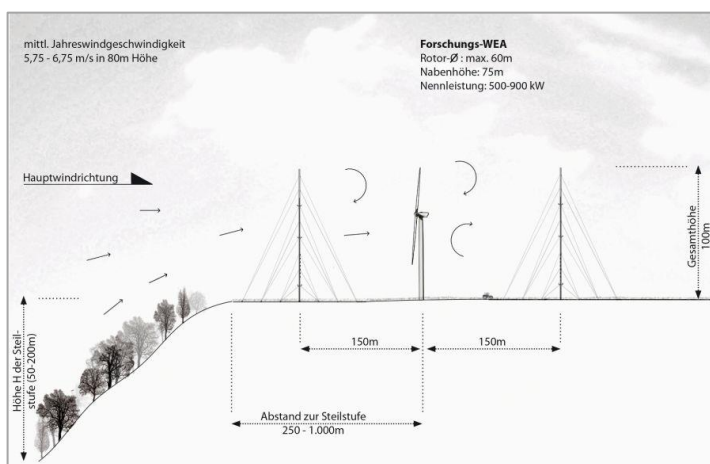 mittl. Jahreswindgeschwindigkeit
5,75 - 6,75 m/s in 80m Höhe
Forschungs-WEA
Rotor-Ø : max. 60m
Nabenhöhe: 75m
Nennleistung: 500-900 kW
Hauptwindrichtung
Gesamthöhe
100m
Höhe H der Steil-
stufe (50-200m)
150m
150m
Abstand zur Steilstufe
250 - 1.000m